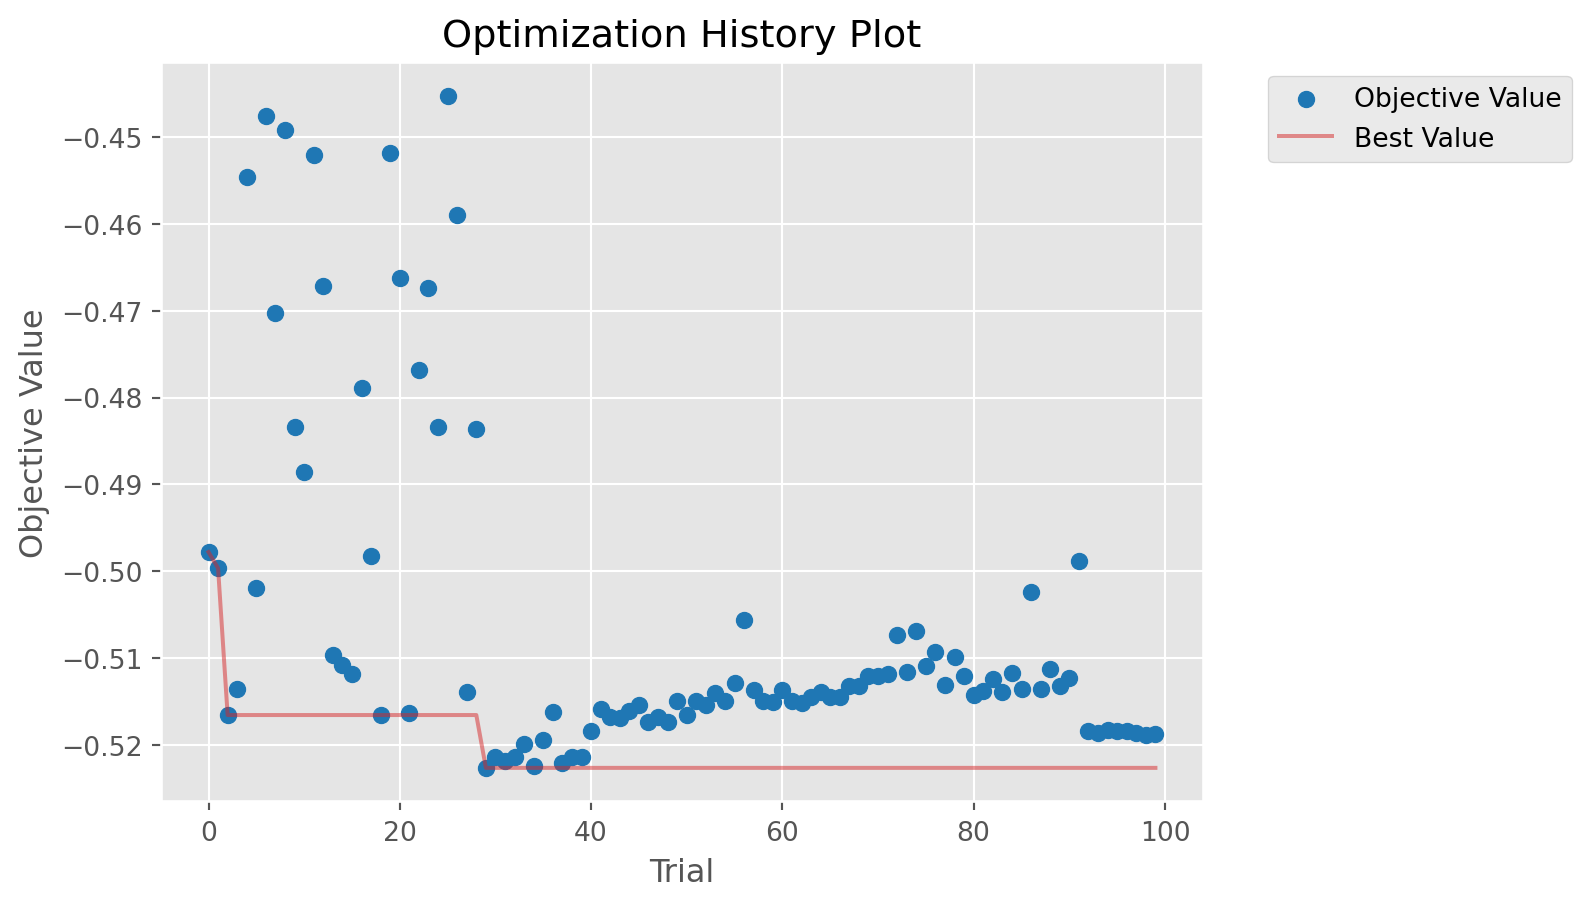 Optimization History Plot
Objective Value
Best Value
Objective Value
−0.45
−0.46
−0.47
−0.48
−0.49
−0.50
−0.51
−0.52
0 20 40 60 80 100
Trial